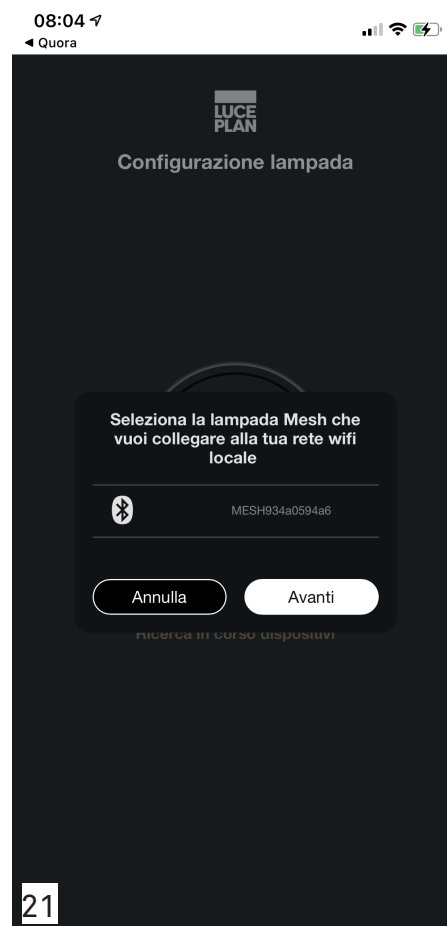 08:04
◀ Quora
LUCE
PLAN
Configurazione lampada
Seleziona la lampada Mesh che
vuoi collegare alla tua rete wifi
locale
MESH934a0594a6
Annulla
Avanti
Ricerca in corso dispositivi
21